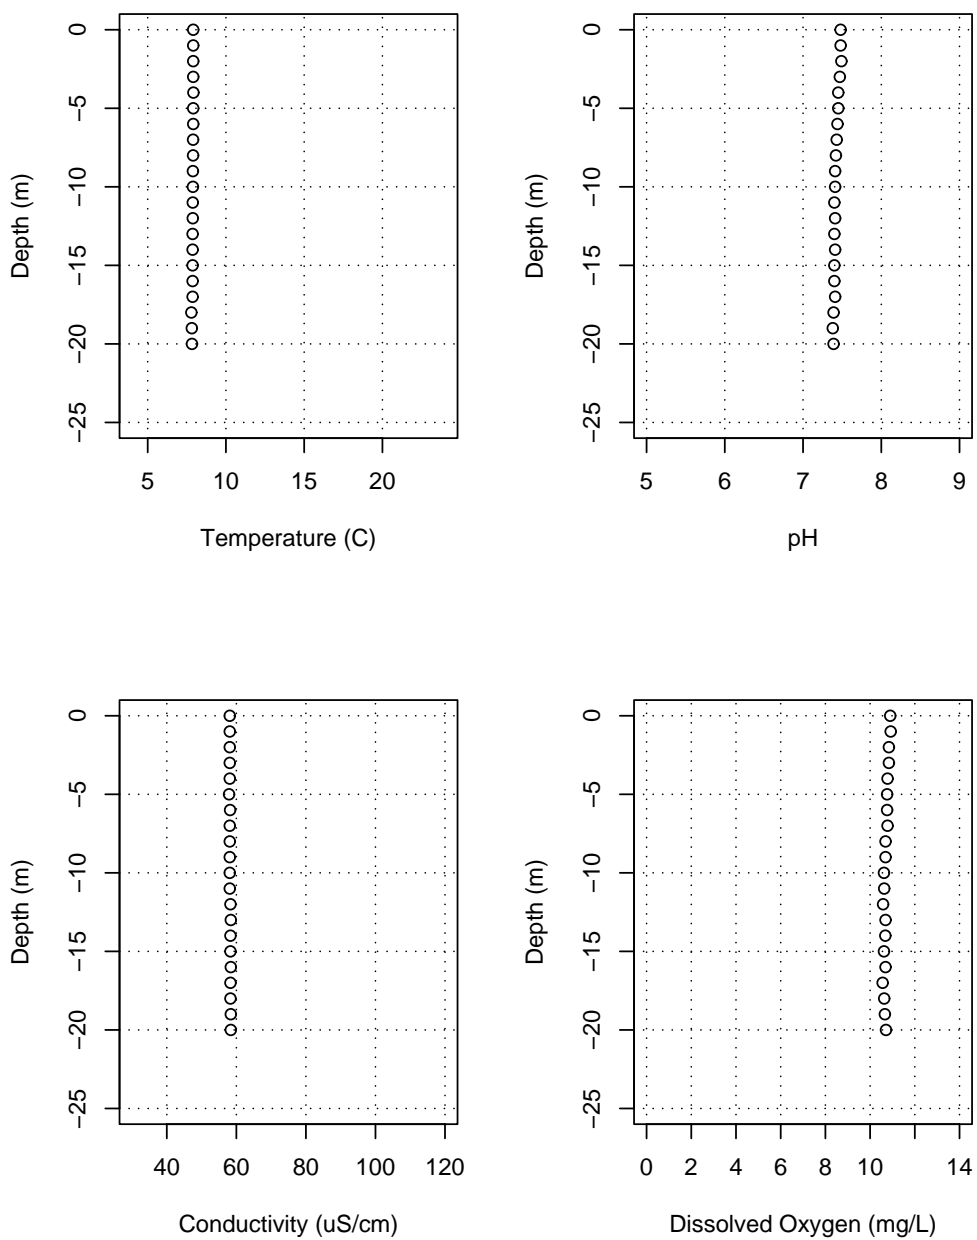 0
−5
−10
−15
−20
−25
Depth (m)
5 10 15 20
Temperature (C)
0
−5
−10
−15
−20
−25
Depth (m)
5 6 7 8 9
pH
0
−5
−10
−15
−20
−25
Depth (m)
40 60 80 100 120
Conductivity (uS/cm)
0
−5
−10
−15
−20
−25
Depth (m)
0 2 4 6 8 10 14
Dissolved Oxygen (mg/L)